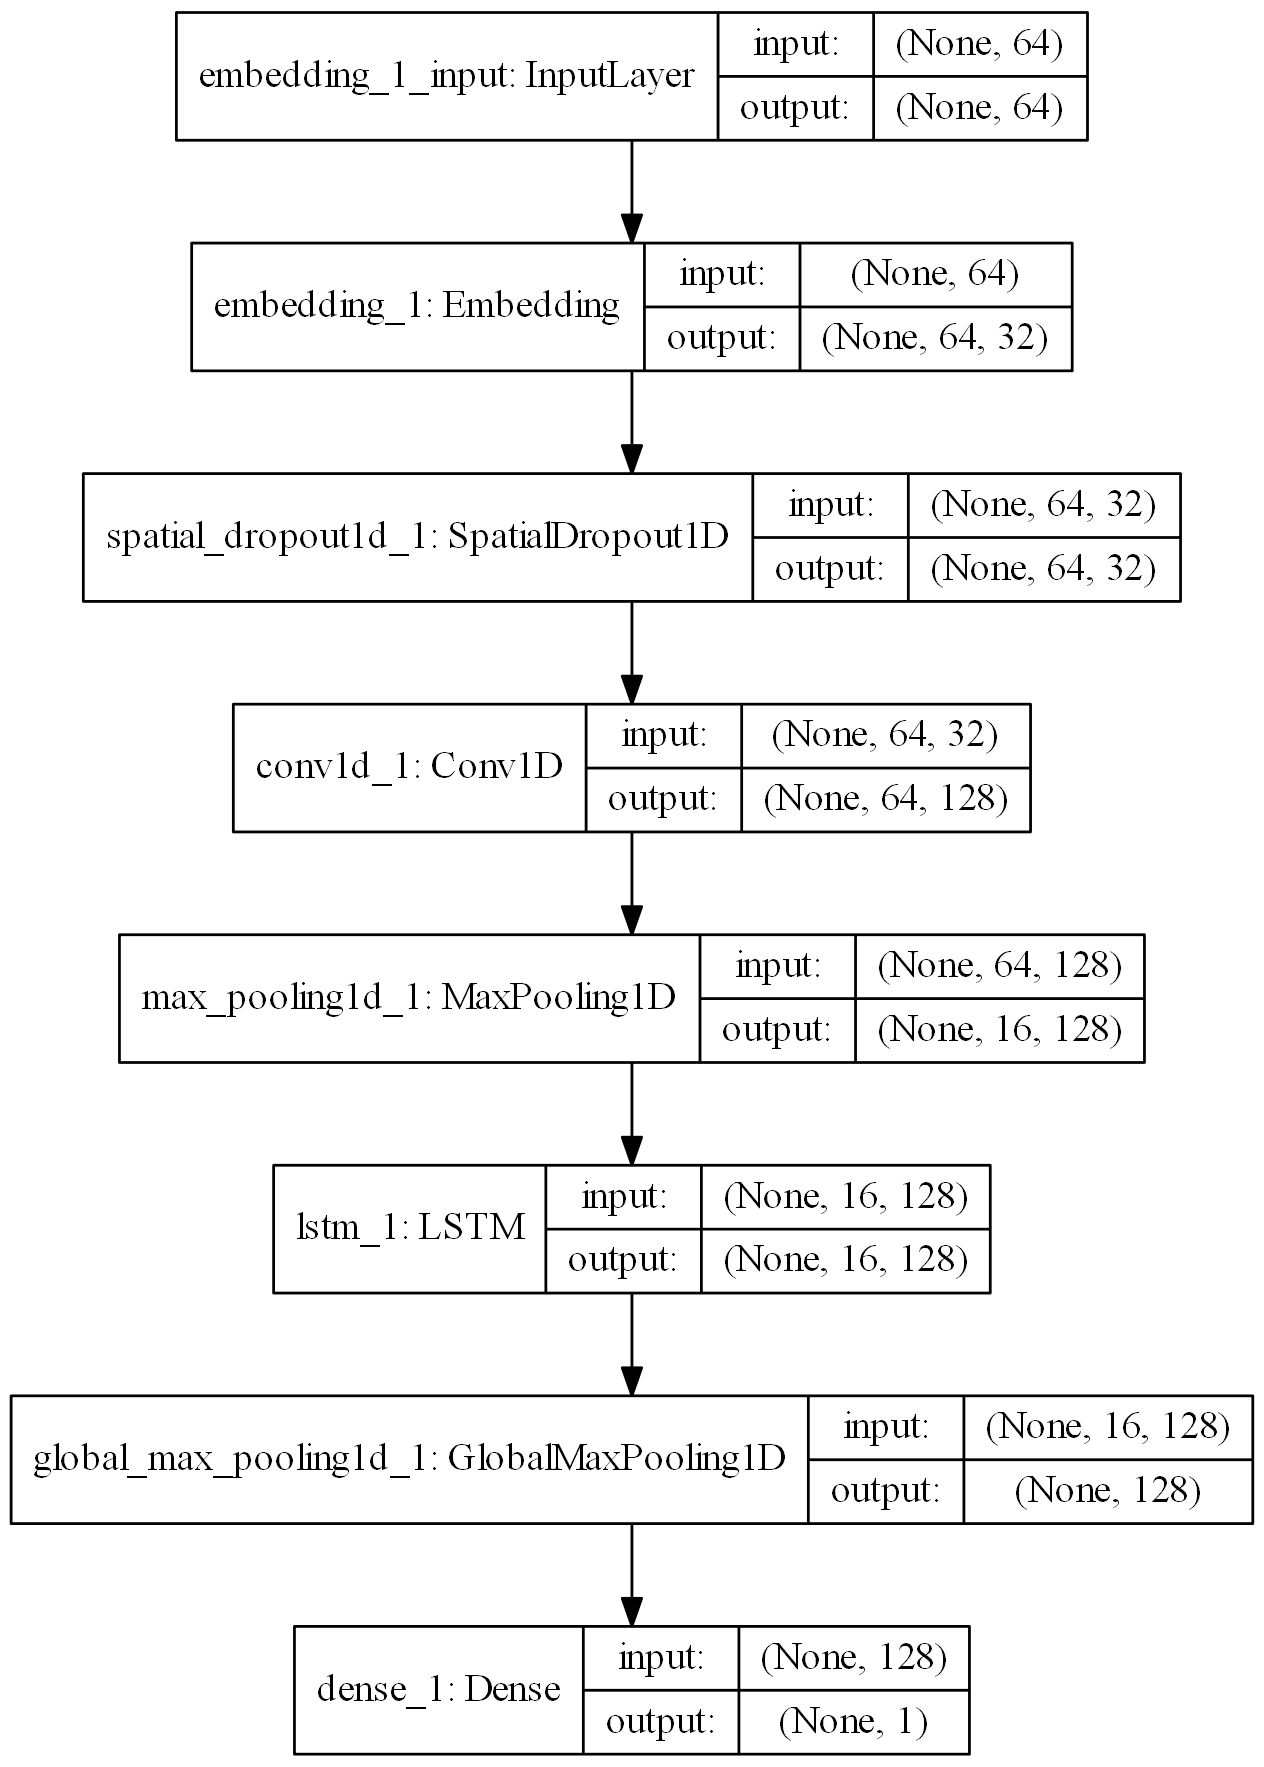 embedding_1_input: InputLayer
input: (None, 64)
output: (None, 64)
embedding_1: Embedding
input: (None, 64)
output: (None, 64, 32)
spatial_dropout1d_1: SpatialDropout1D
input: (None, 64, 32)
output: (None, 64, 32)
conv1d_1: Conv1D
input: (None, 64, 32)
output: (None, 64, 128)
max_pooling1d_1: MaxPooling1D
input: (None, 64, 128)
output: (None, 16, 128)
lstm_1: LSTM
input: (None, 16, 128)
output: (None, 16, 128)
global_max_pooling1d_1: GlobalMaxPooling1D
input: (None, 16, 128)
output: (None, 128)
dense_1: Dense
input: (None, 128)
output: (None, 1)